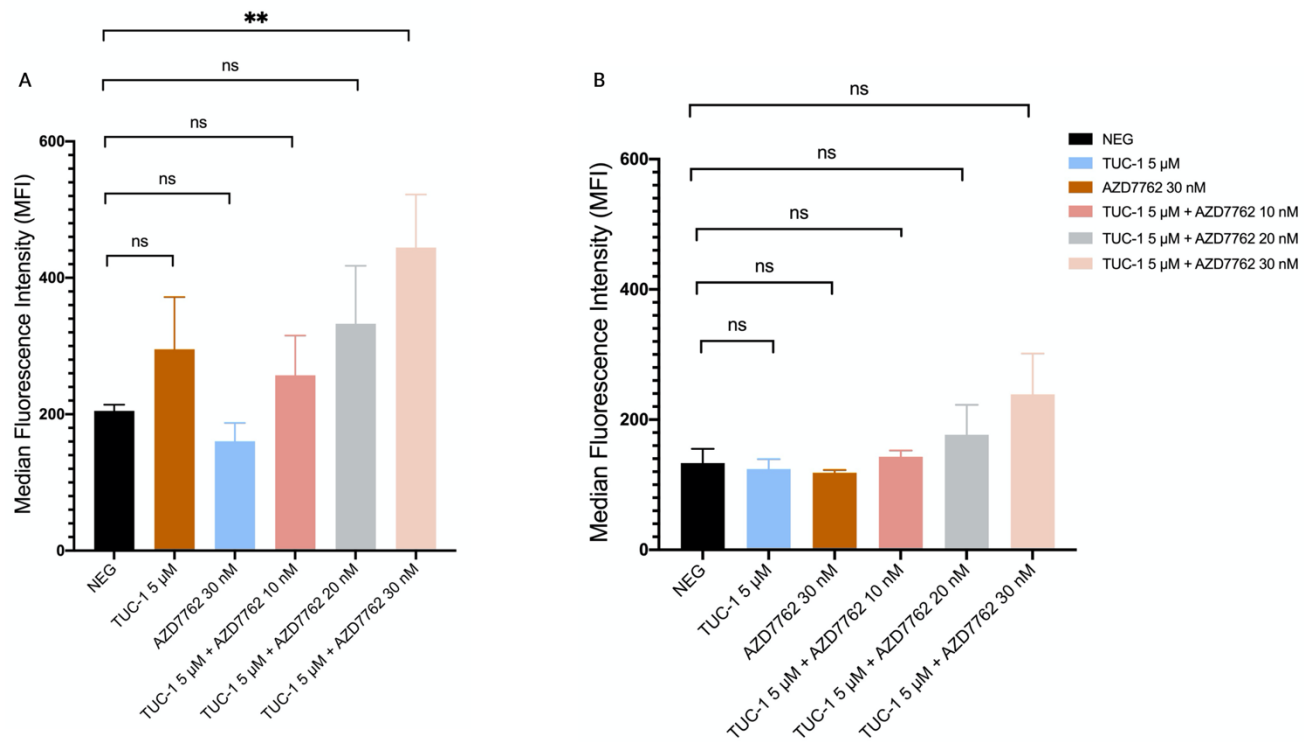 A
**
ns
ns
ns
ns
Median Fluorescence Intensity (MFI)
600
400
200
0
NEG
TUC-1 5 µM
AZD7762 30 nM
TUC-1 5 µM + AZD7762 10 nM
TUC-1 5 µM + AZD7762 20 nM
TUC-1 5 µM + AZD7762 30 nM
B
ns
ns
ns
ns
ns
Median Fluorescence Intensity (MFI)
600
400
200
0
NEG
TUC-1 5 µM
AZD7762 30 nM
TUC-1 5 µM + AZD7762 10 nM
TUC-1 5 µM + AZD7762 20 nM
TUC-1 5 µM + AZD7762 30 nM
NEG
TUC-1 5 µM
AZD7762 30 nM
TUC-1 5 µM + AZD7762 10 nM
TUC-1 5 µM + AZD7762 20 nM
TUC-1 5 µM + AZD7762 30 nM